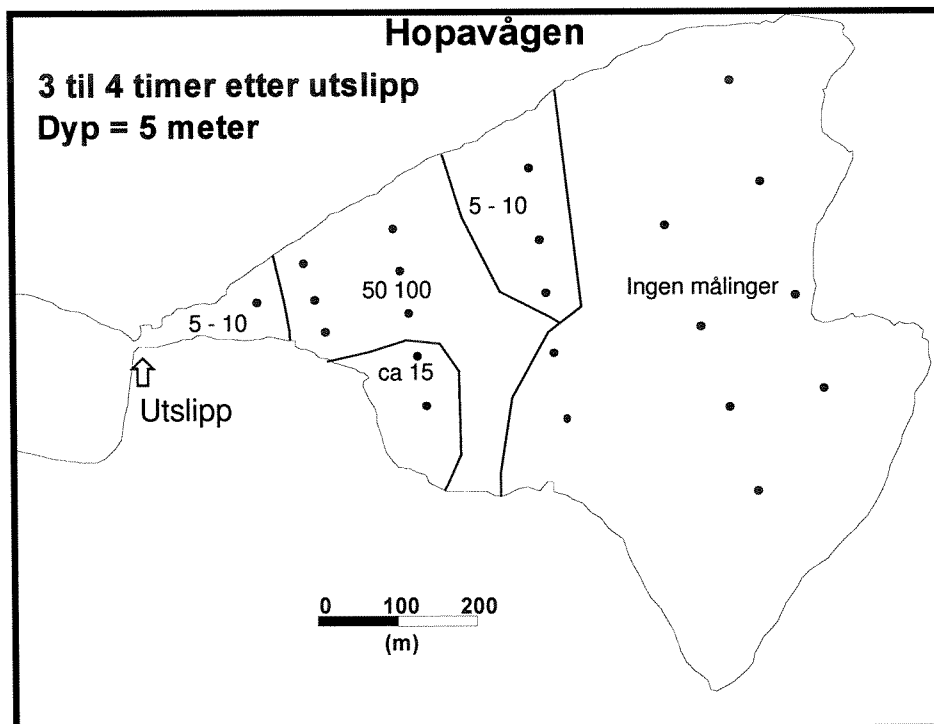 Hopavågen
3 til 4 timer etter utslipp
Dyp = 5 meter
5 - 10
50 100
Ingen målinger
5 - 10
ca 15
Utslipp
0 100 200
(m)